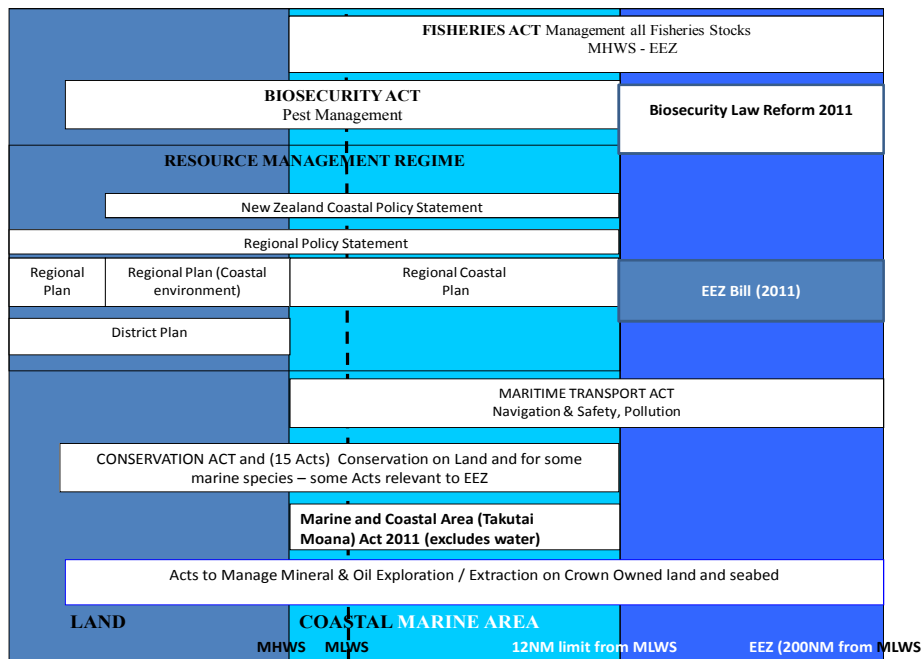 FISHERIES ACT Management all Fisheries Stocks
MHWS - EEZ
BIOSECURITY ACT
Pest Management
Biosecurity Law Reform 2011
RESOURCE MANAGEMENT REGIME
New Zealand Coastal Policy Statement
Regional Policy Statement
Regional
Plan
Regional Plan (Coastal
environment)
Regional Coastal
Plan
EEZ Bill (2011)
District Plan
MARITIME TRANSPORT ACT
Navigation & Safety, Pollution
CONSERVATION ACT and (15 Acts) Conservation on Land and for some
marine species – some Acts relevant to EEZ
Marine and Coastal Area (Takutai
Moana) Act 2011 (excludes water)
Acts to Manage Mineral & Oil Exploration / Extraction on Crown Owned land and seabed
LAND
COASTAL MARINE AREA
MHWS
MLWS
12NM limit from MLWS
EEZ (200NM from MLWS